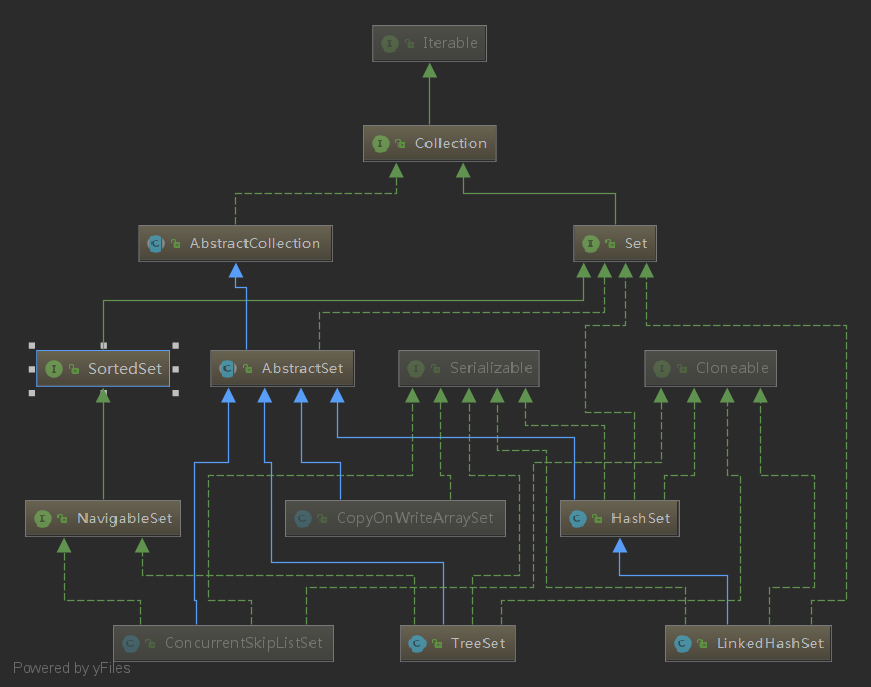 Iterable
Collection
AbstractCollection
Set
SortedSet
AbstractSet
Serializable
Cloneable
NavigableSet
CopyOnWriteArraySet
HashSet
ConcurrentSkipListSet
TreeSet
LinkedHashSet
Powered by yFiles